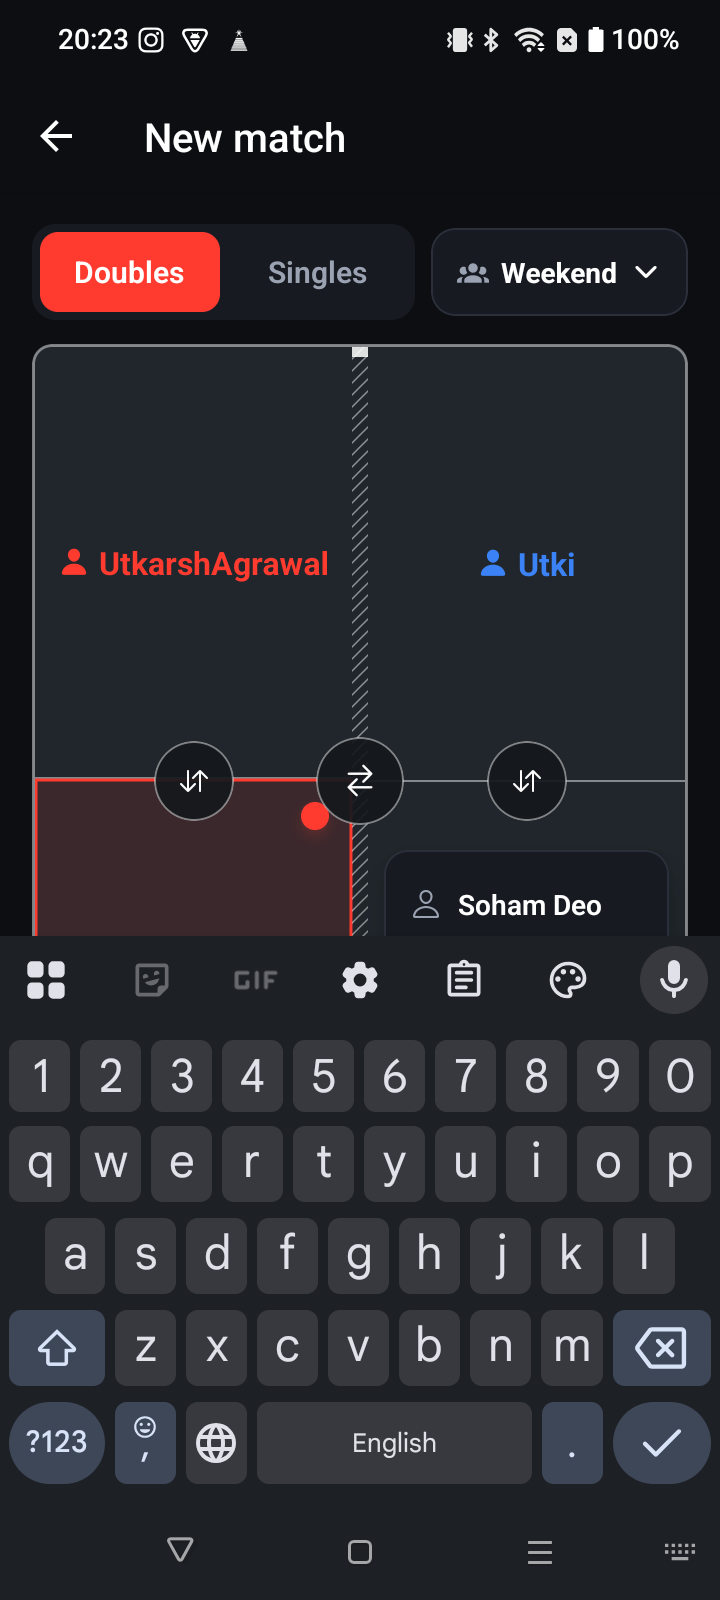 20:23 100%
New match
Doubles Singles Weekend
UtkarshAgrawal Utki
Soham Deo
GIF
1 2 3 4 5 6 7 8 9 0
q w e r t y u i o p
a s d f g h j k l
z x c v b n m
?123 , English .